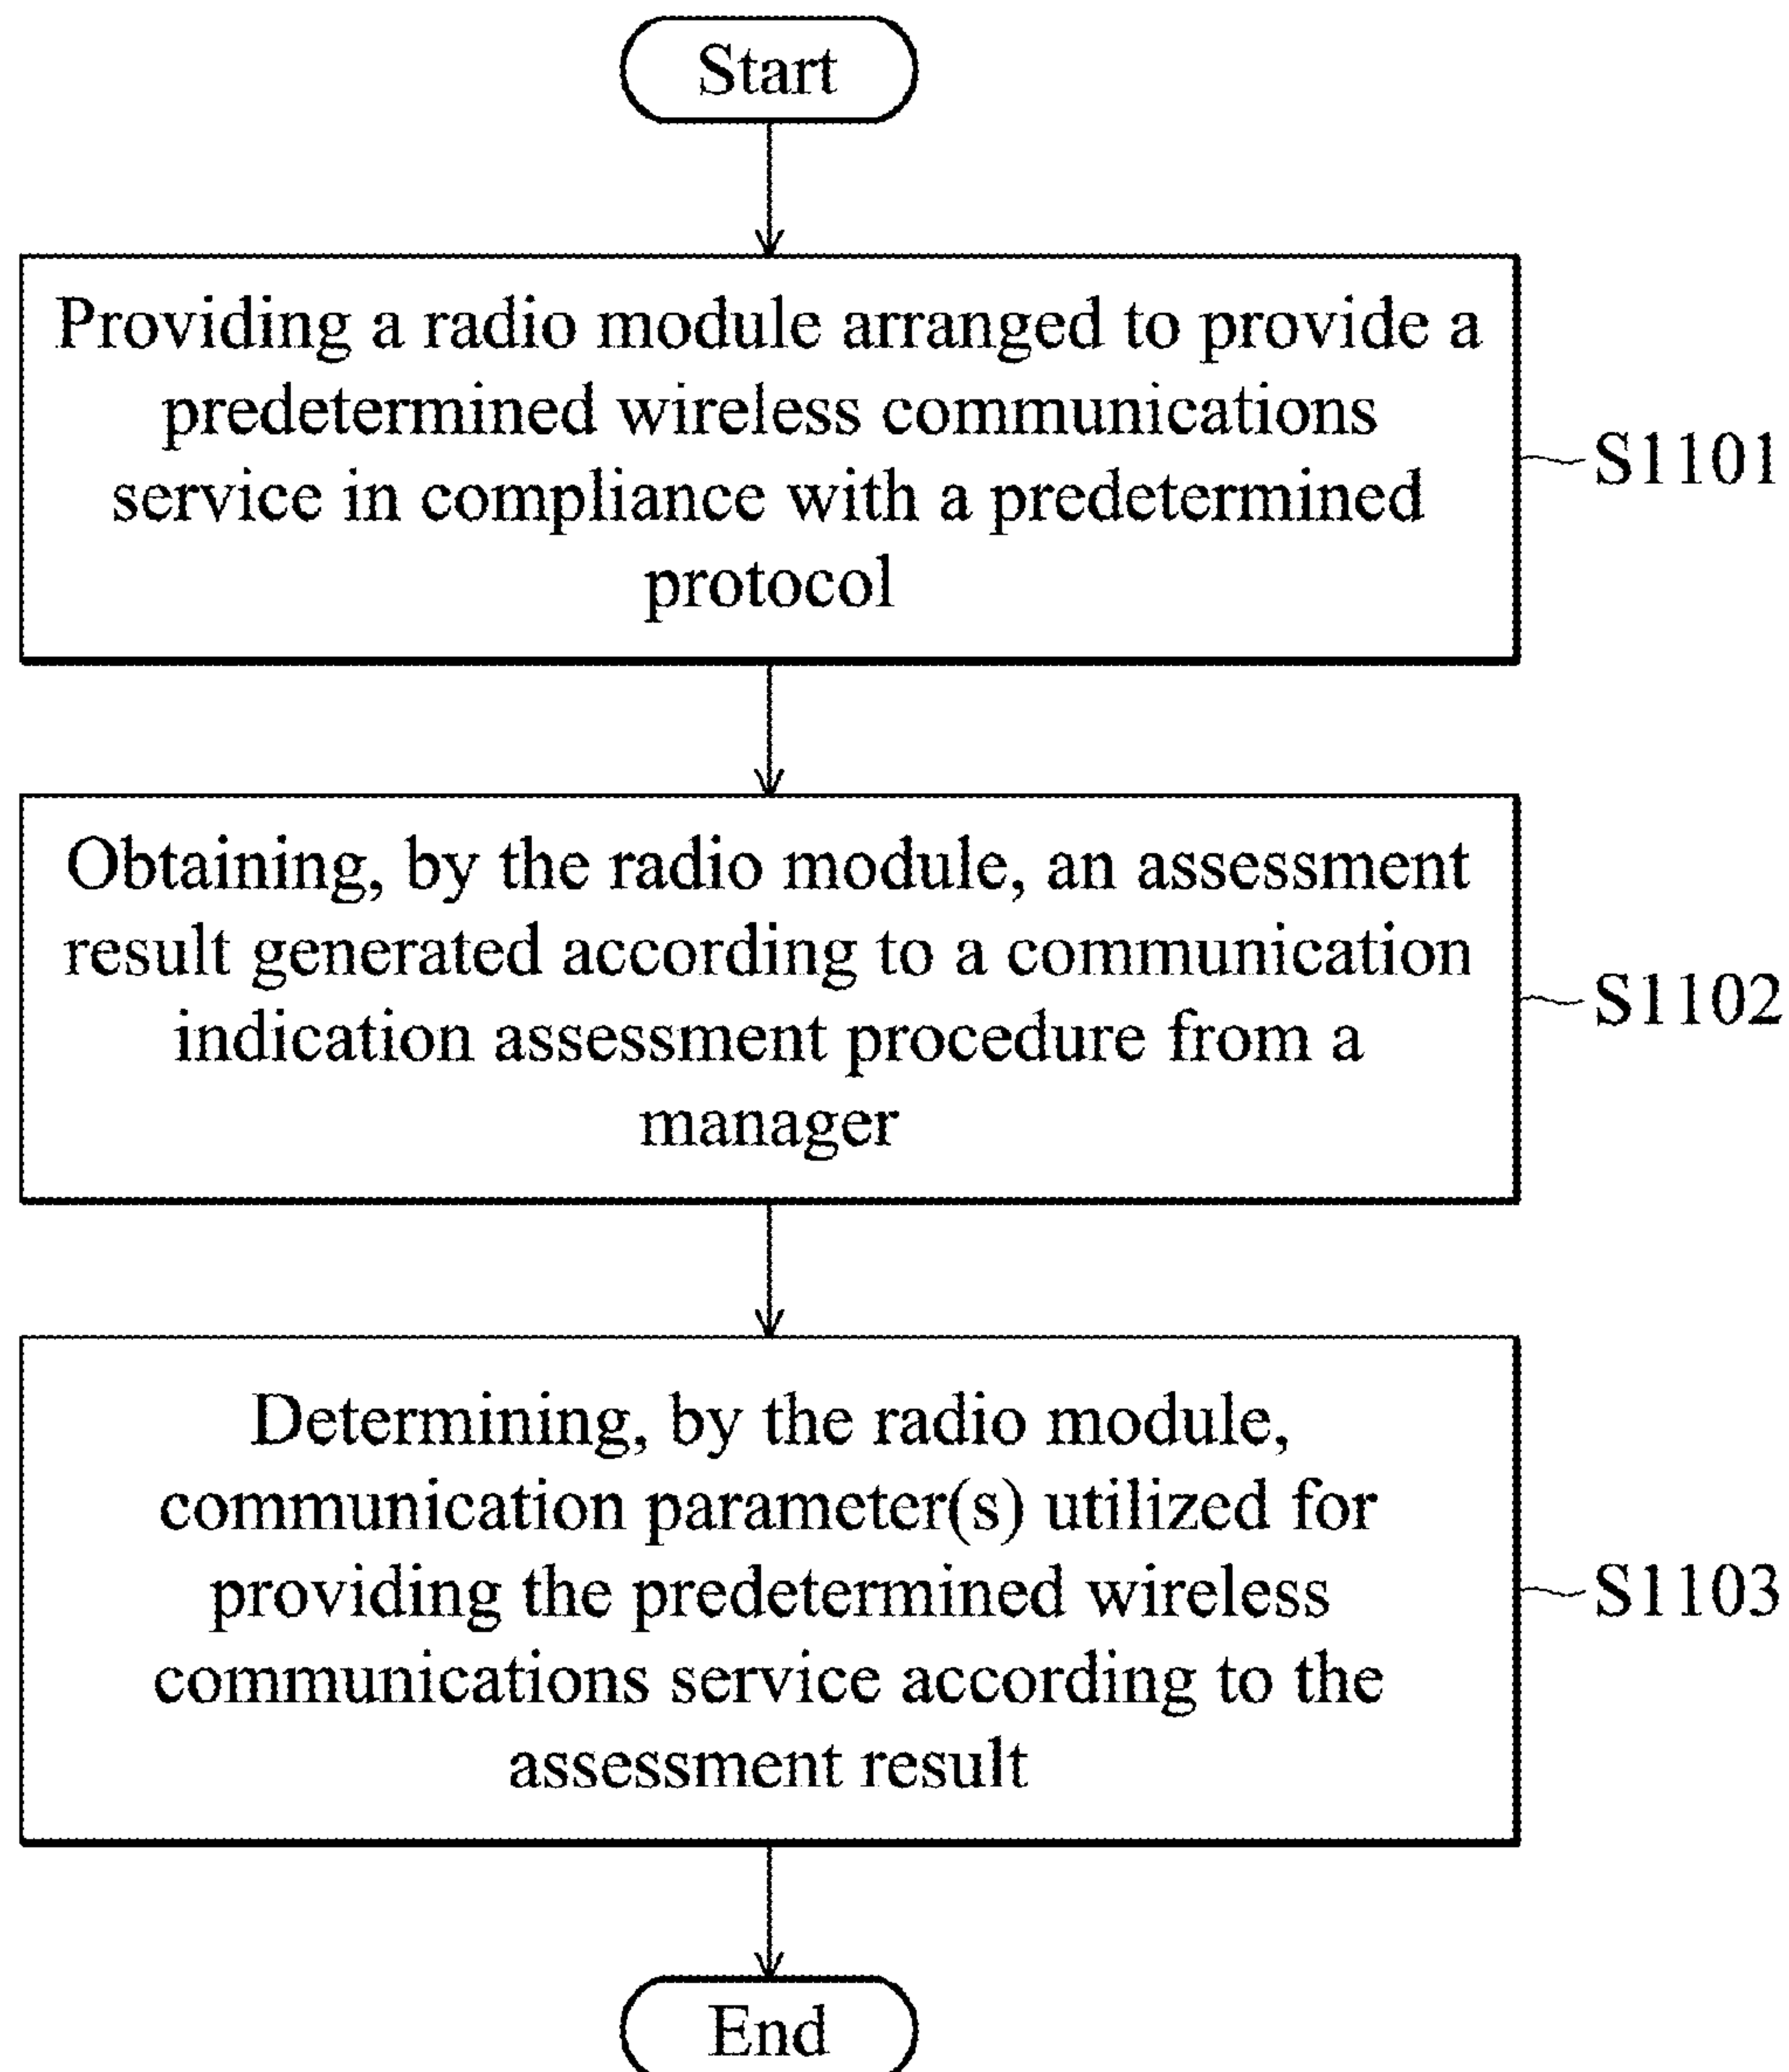 Start
Providing a radio module arranged to provide a
predetermined wireless communications
service in compliance with a predetermined
protocol
S1101
Obtaining, by the radio module, an assessment
result generated according to a communication
indication assessment procedure from a
manager
S1102
Determining, by the radio module,
communication parameter(s) utilized for
providing the predetermined wireless
communications service according to the
assessment result
S1103
End